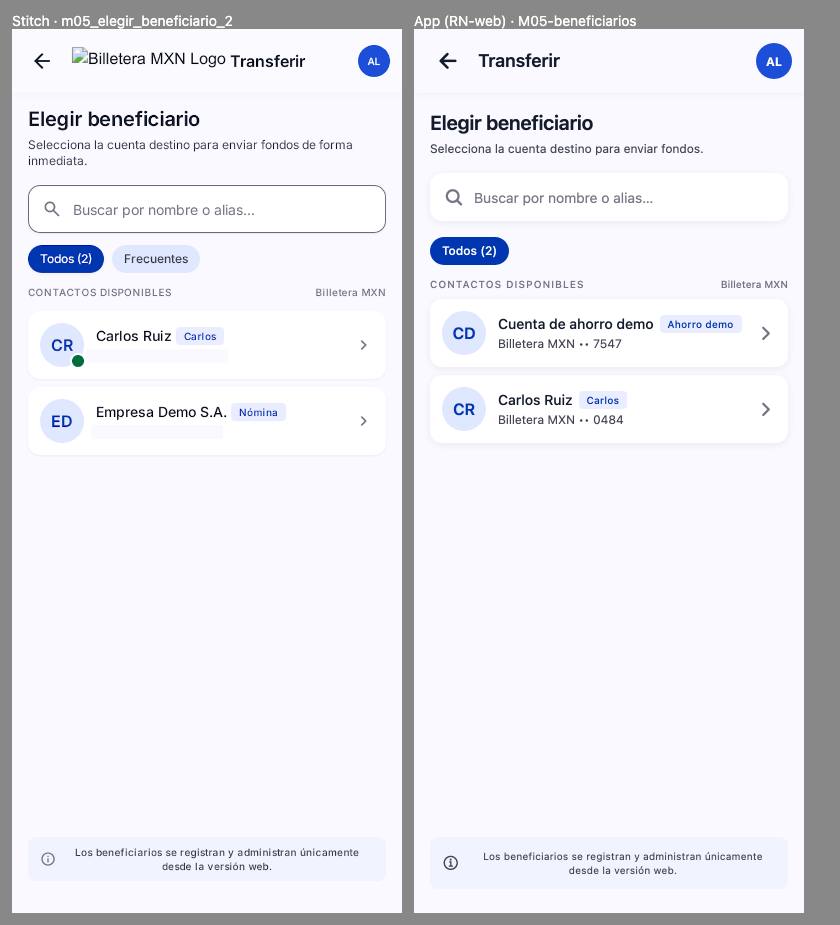 Stitch · m05_elegir_beneficiario_2
Billetera MXN Logo Transferir
AL
Elegir beneficiario
Selecciona la cuenta destino para enviar fondos de forma
inmediata.
Buscar por nombre o alias...
Todos (2)
Frecuentes
CONTACTOS DISPONIBLES
Billetera MXN
CR
Carlos Ruiz
Carlos
ED
Empresa Demo S.A.
Nómina
Los beneficiarios se registran y administran únicamente
desde la versión web.
App (RN-web) · M05-beneficiarios
Transferir
AL
Elegir beneficiario
Selecciona la cuenta destino para enviar fondos.
Buscar por nombre o alias...
Todos (2)
CONTACTOS DISPONIBLES
Billetera MXN
CD
Cuenta de ahorro demo
Ahorro demo
Billetera MXN •• 7547
CR
Carlos Ruiz
Carlos
Billetera MXN •• 0484
Los beneficiarios se registran y administran únicamente
desde la versión web.